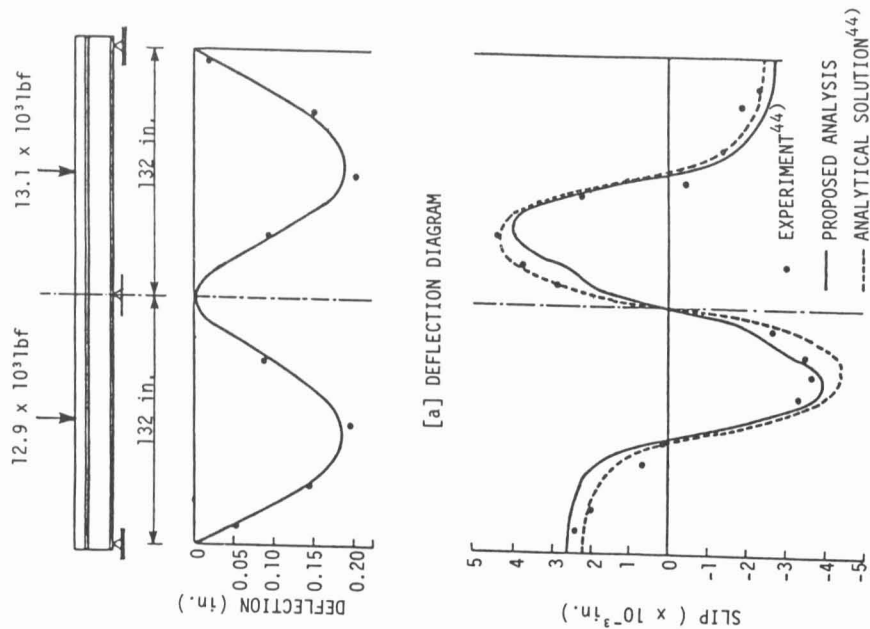 12.9 x 10³lbf
13.1 x 10³lbf
132 in.
132 in.
DEFLECTION (in.)
0
0.05
0.10
0.15
0.20
[a] DEFLECTION DIAGRAM
SLIP ( x 10⁻³ in.)
5
4
3
2
1
0
-1
-2
-3
-4
-5
EXPERIMENT⁴⁴⁾
PROPOSED ANALYSIS
ANALYTICAL SOLUTION⁴⁴⁾